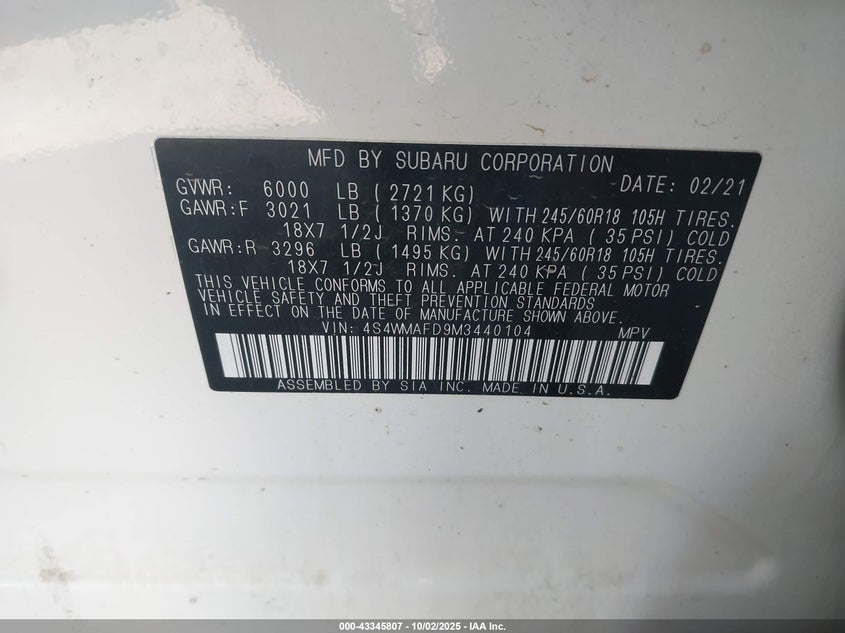 MFD BY SUBARU CORPORATION
DATE: 02/21
GVWR: 6000 LB ( 2721 KG)
GAWR:F 3021 LB ( 1370 KG) WITH 245/60R18 105H TIRES.
18X7 1/2J RIMS. AT 240 KPA ( 35 PSI) COLD
GAWR:R 3296 LB ( 1495 KG) WITH 245/60R18 105H TIRES.
18X7 1/2J RIMS. AT 240 KPA ( 35 PSI) COLD
THIS VEHICLE CONFORMS TO ALL APPLICABLE FEDERAL MOTOR
VEHICLE SAFETY AND THEFT PREVENTION STANDARDS
IN EFFECT ON THE DATE OF MANUFACTURE SHOWN ABOVE.
VIN: 4S4WMAFD9M3440104 MPV
ASSEMBLED BY SIA INC. MADE IN U.S.A.
000-43345807 - 10/02/2025 - IAA Inc.